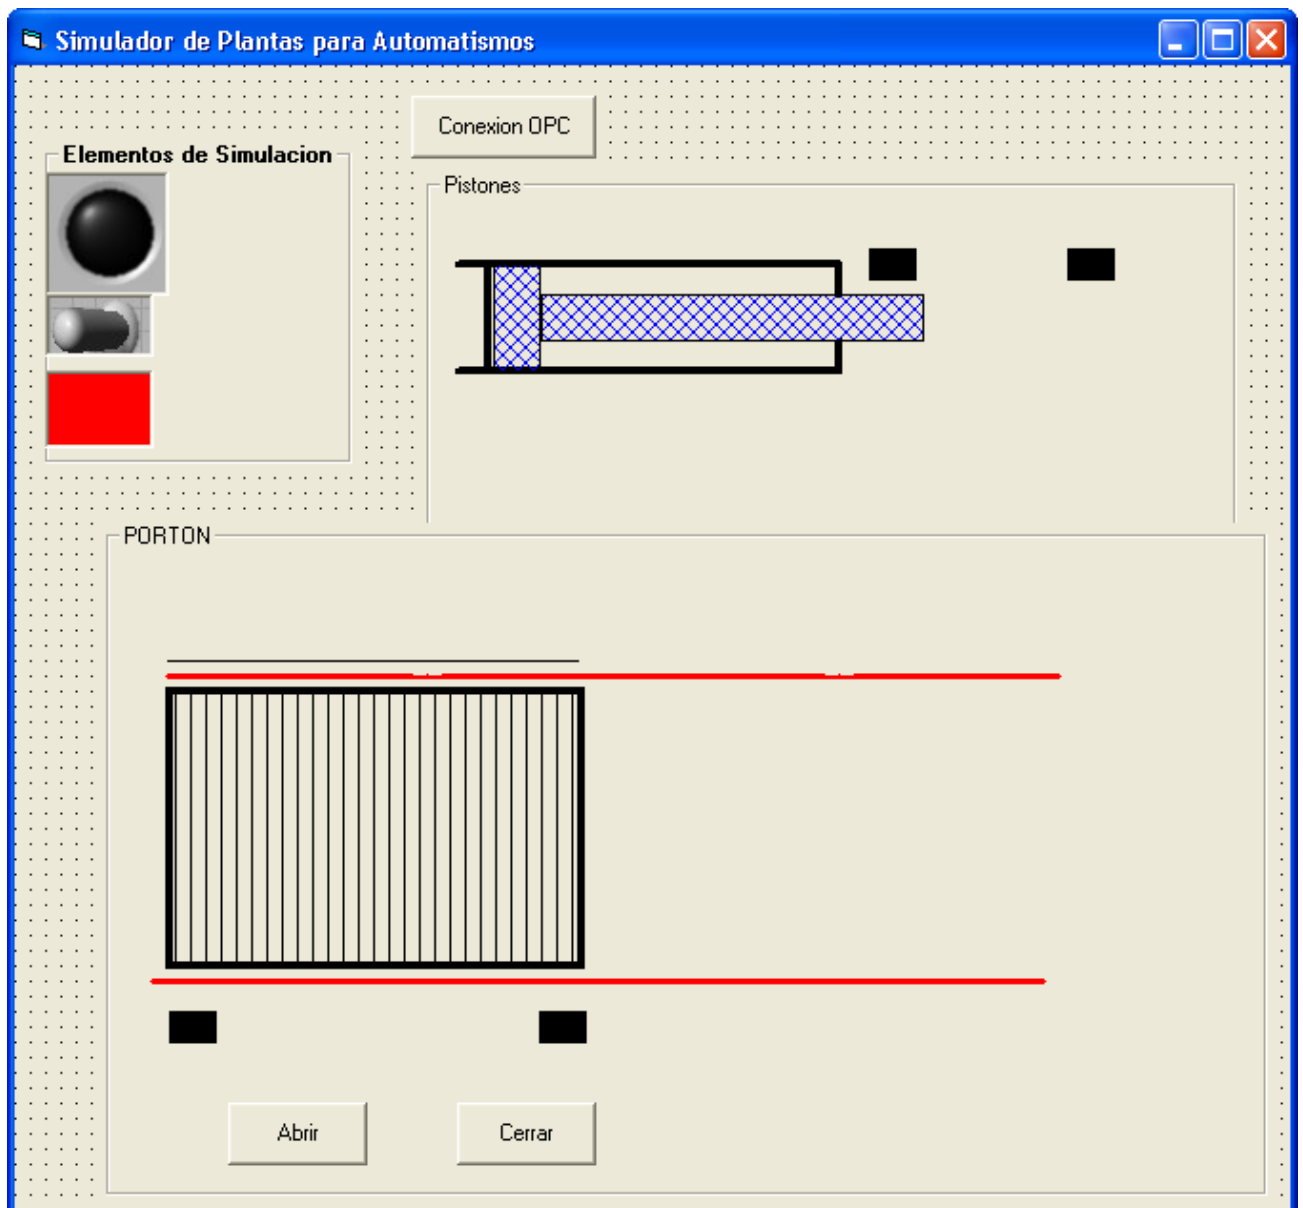 Simulador de Plantas para Automatismos
Conexion OPC
Elementos de Simulacion
Pistones
PORTON
Abrir
Cerrar